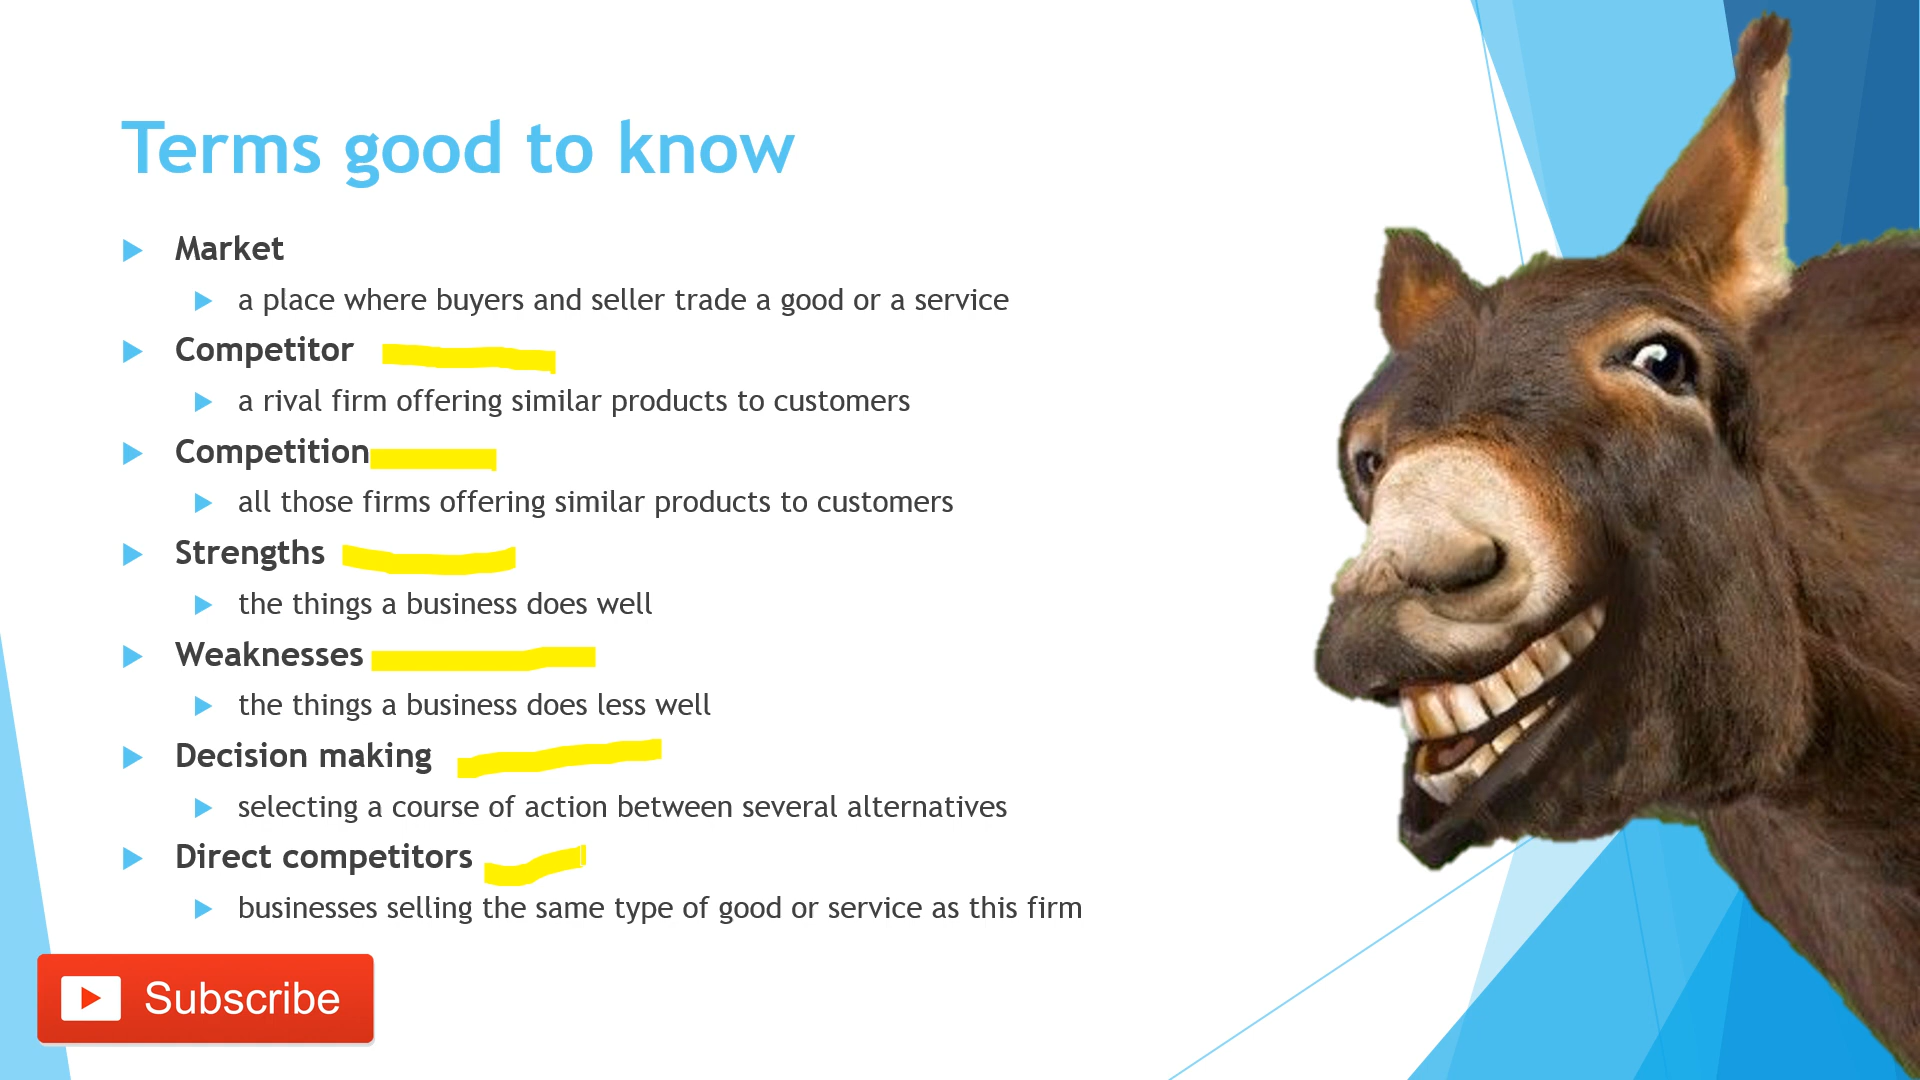 Terms good to know
Market
a place where buyers and seller trade a good or a service
Competitor
a rival firm offering similar products to customers
Competition
all those firms offering similar products to customers
Strengths
the things a business does well
Weaknesses
the things a business does less well
Decision making
selecting a course of action between several alternatives
Direct competitors
businesses selling the same type of good or service as this firm
Subscribe